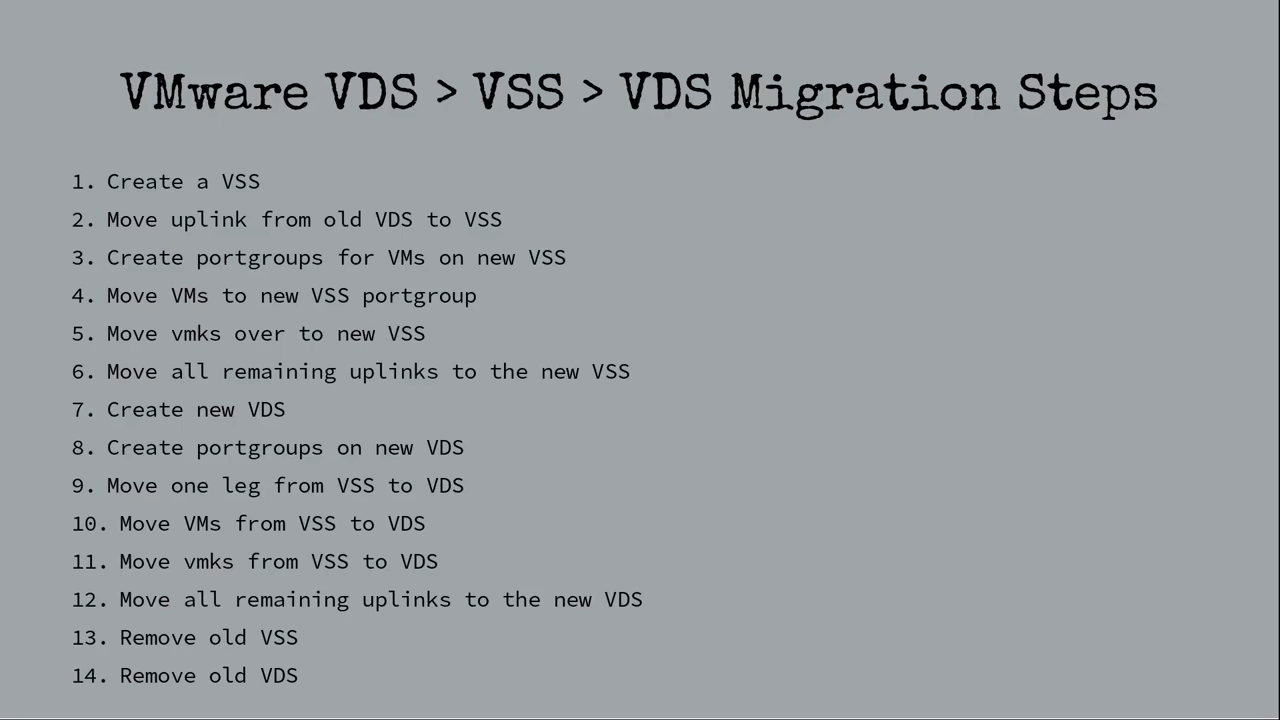 VMware VDS > VSS > VDS Migration Steps
1. Create a VSS
2. Move uplink from old VDS to VSS
3. Create portgroups for VMs on new VSS
4. Move VMs to new VSS portgroup
5. Move vmks over to new VSS
6. Move all remaining uplinks to the new VSS
7. Create new VDS
8. Create portgroups on new VDS
9. Move one leg from VSS to VDS
10. Move VMs from VSS to VDS
11. Move vmks from VSS to VDS
12. Move all remaining uplinks to the new VDS
13. Remove old VSS
14. Remove old VDS